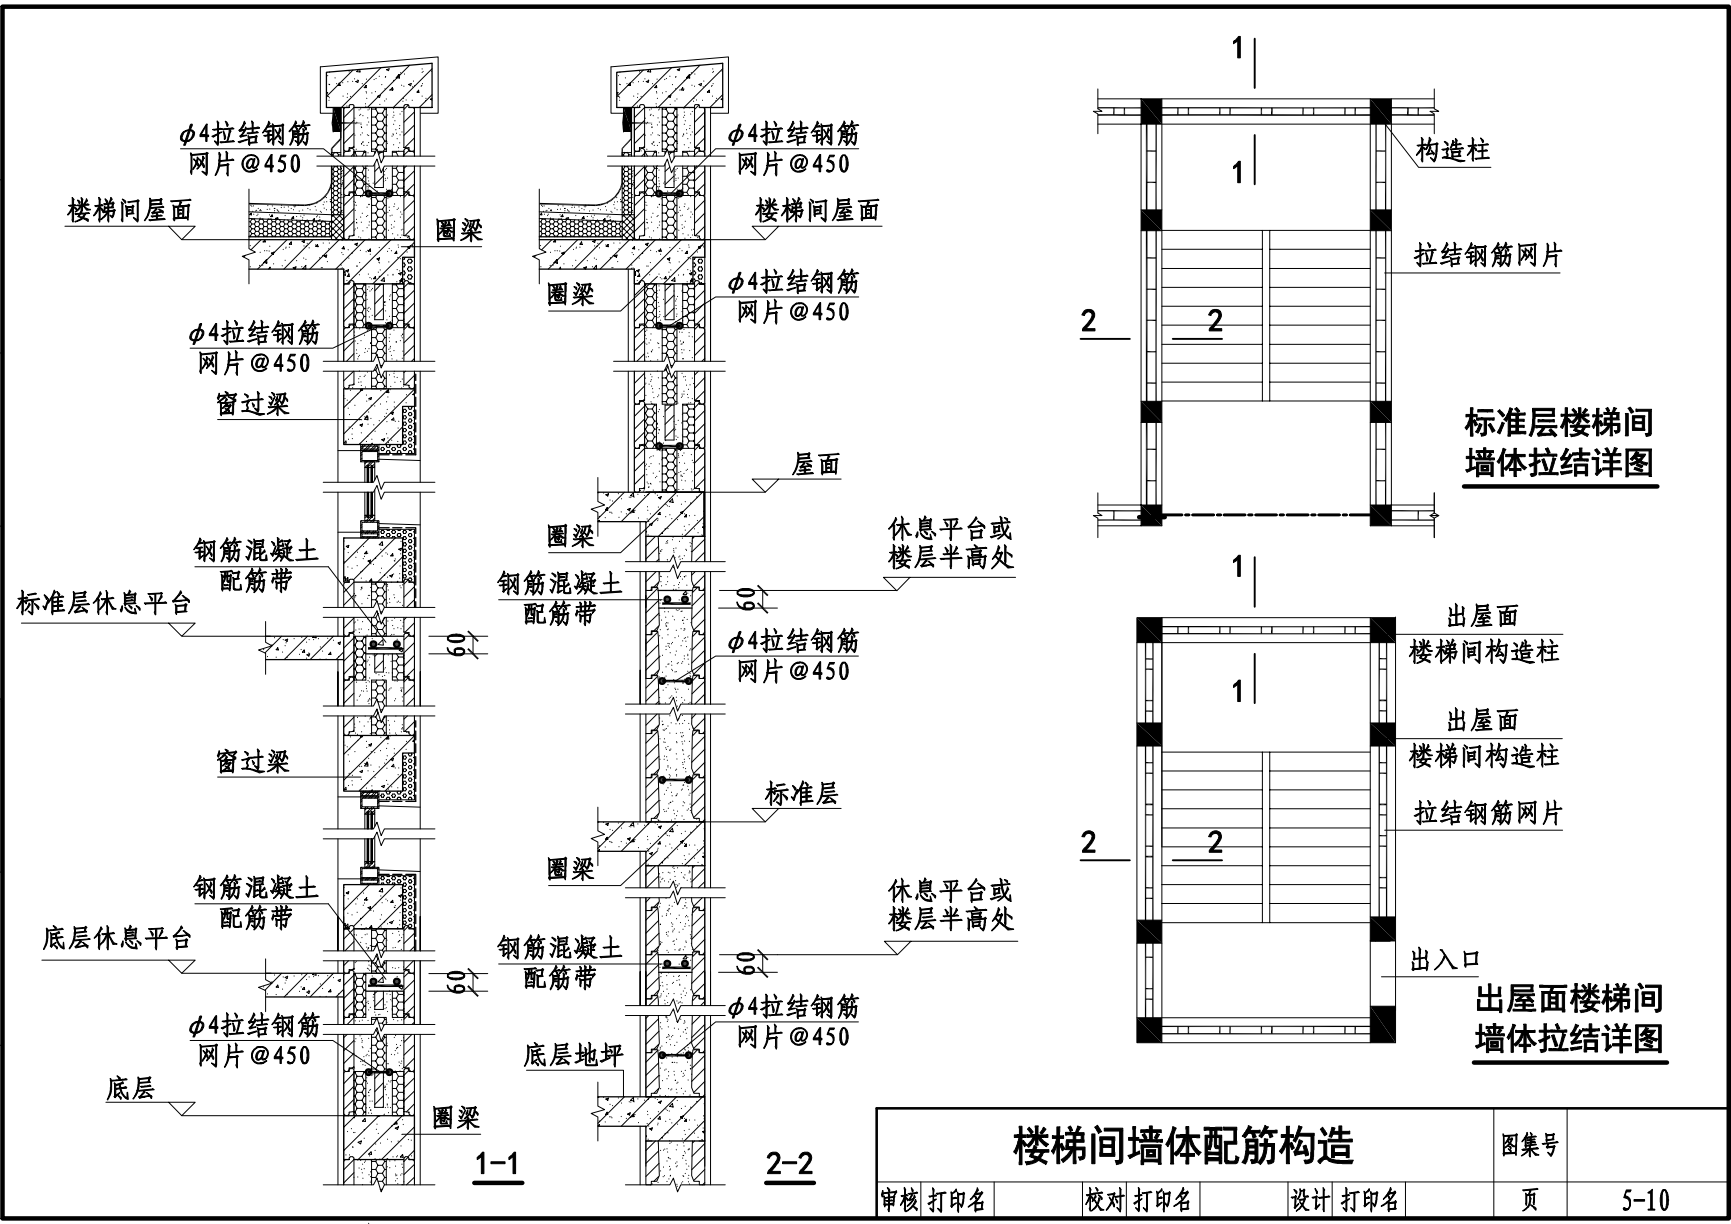 φ4拉结钢筋
网片@450
楼梯间屋面
圈梁
φ4拉结钢筋
网片@450
窗过梁
钢筋混凝土
配筋带
标准层休息平台
60
窗过梁
钢筋混凝土
配筋带
底层休息平台
60
φ4拉结钢筋
网片@450
底层
圈梁
1-1
φ4拉结钢筋
网片@450
楼梯间屋面
φ4拉结钢筋
网片@450
圈梁
屋面
圈梁
休息平台或
楼层半高处
钢筋混凝土
配筋带
60
φ4拉结钢筋
网片@450
标准层
圈梁
休息平台或
楼层半高处
钢筋混凝土
配筋带
60
φ4拉结钢筋
网片@450
底层地坪
2-2
1
构造柱
1
拉结钢筋网片
2 2
标准层楼梯间
墙体拉结详图
1
出屋面
楼梯间构造柱
1
出屋面
楼梯间构造柱
拉结钢筋网片
2 2
出入口
出屋面楼梯间
墙体拉结详图
楼梯间墙体配筋构造 图集号
审核 打印名 校对 打印名 设计 打印名 页 5-10